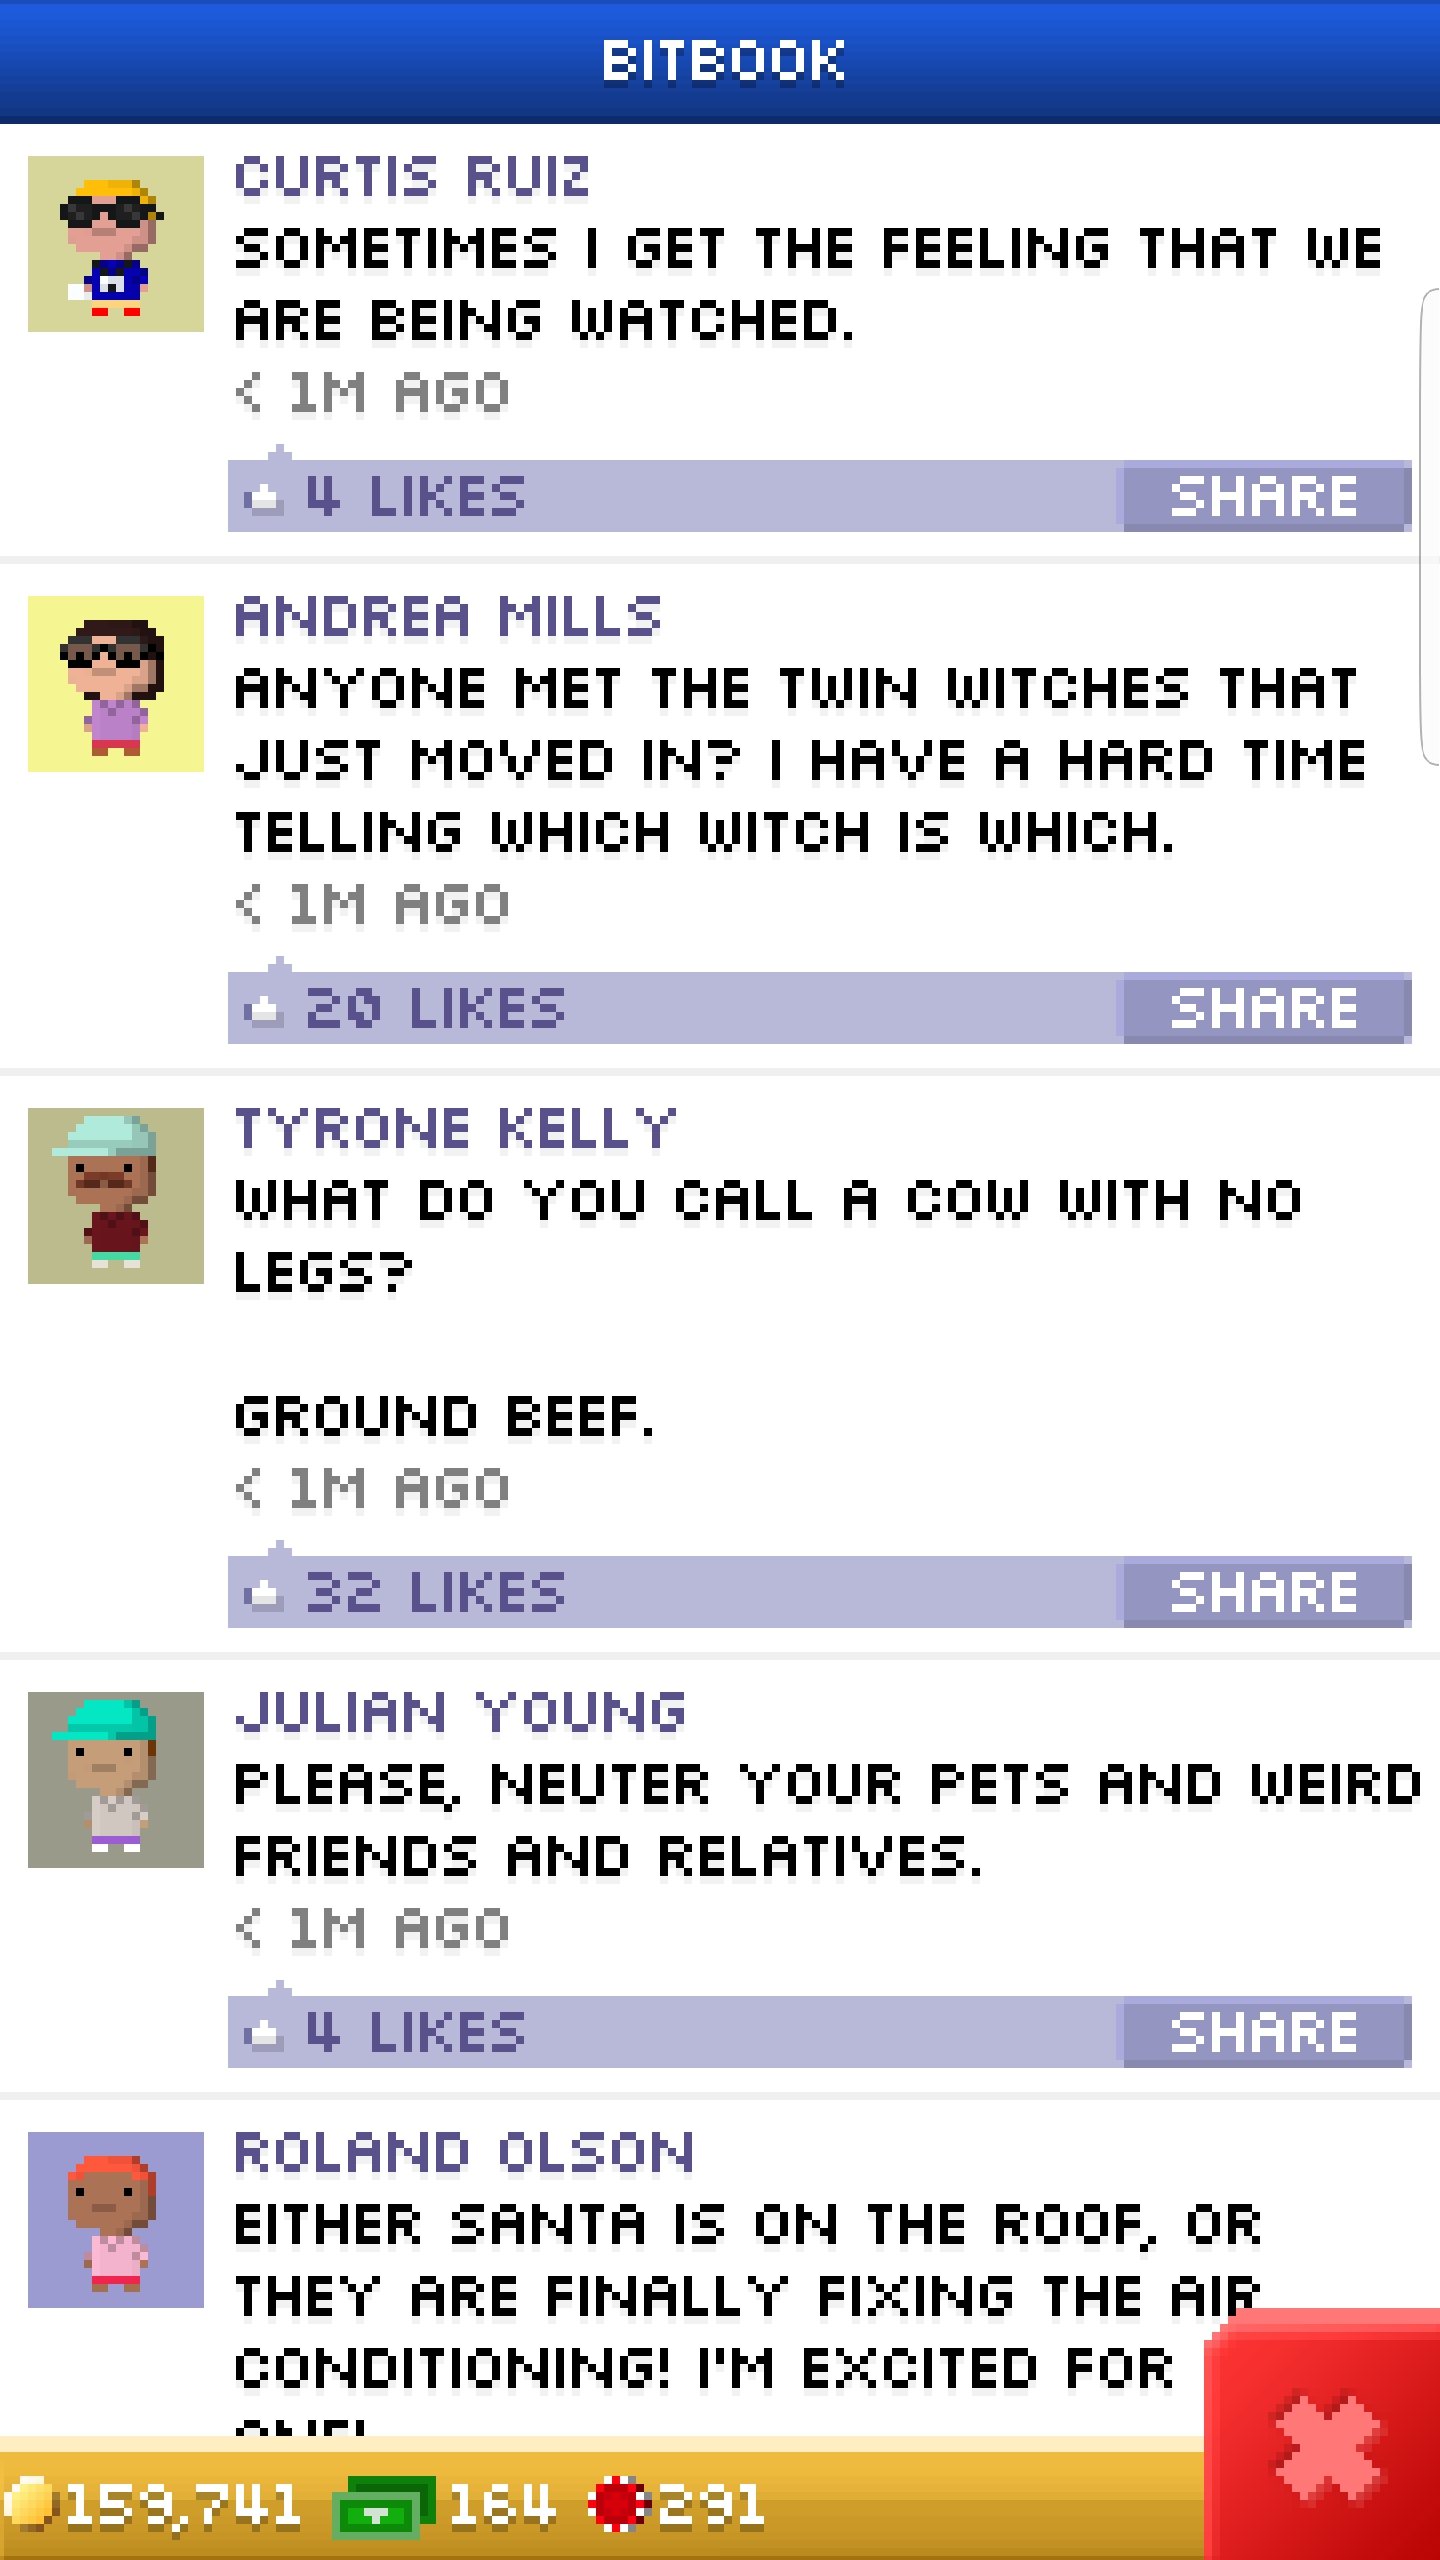 BITBOOK
CURTIS RUIZ
SOMETIMES I GET THE FEELING THAT WE
ARE BEING WATCHED.
< 1M AGO
4 LIKES
SHARE
ANDREA MILLS
ANYONE MET THE TWIN WITCHES THAT
JUST MOVED IN? I HAVE A HARD TIME
TELLING WHICH WITCH IS WHICH.
< 1M AGO
20 LIKES
SHARE
TYRONE KELLY
WHAT DO YOU CALL A COW WITH NO
LEGS?
GROUND BEEF.
< 1M AGO
32 LIKES
SHARE
JULIAN YOUNG
PLEASE, NEUTER YOUR PETS AND WEIRD
FRIENDS AND RELATIVES.
< 1M AGO
4 LIKES
SHARE
ROLAND OLSON
EITHER SANTA IS ON THE ROOF, OR
THEY ARE FINALLY FIXING THE AIR
CONDITIONING! I'M EXCITED FOR
159,741
164
291